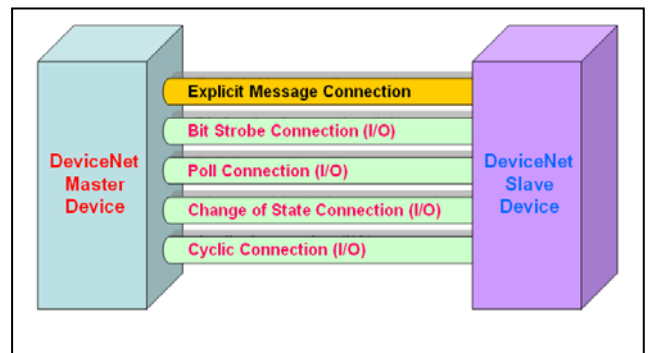 DeviceNet
Master
Device
Explicit Message Connection
Bit Strobe Connection (I/O)
Poll Connection (I/O)
Change of State Connection (I/O)
Cyclic Connection (I/O)
DeviceNet
Slave
Device